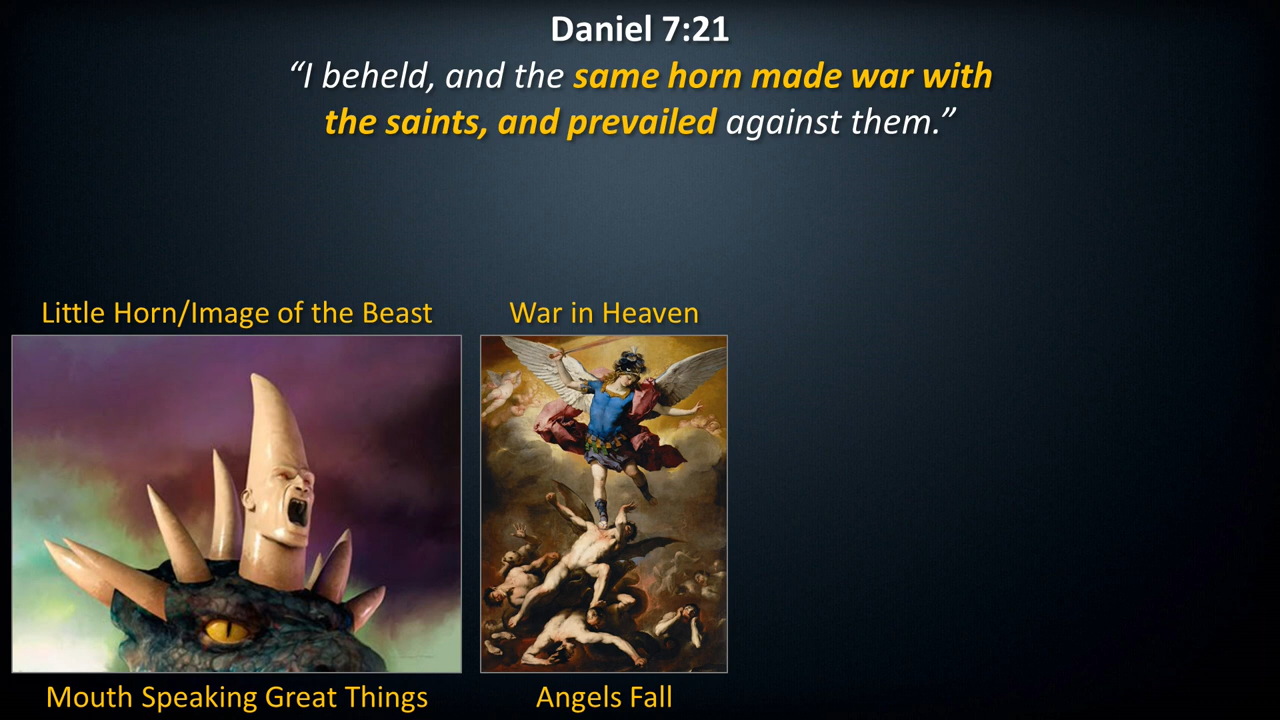 Daniel 7:21
“I beheld, and the same horn made war with
the saints, and prevailed against them.”
Little Horn/Image of the Beast
War in Heaven
Mouth Speaking Great Things
Angels Fall